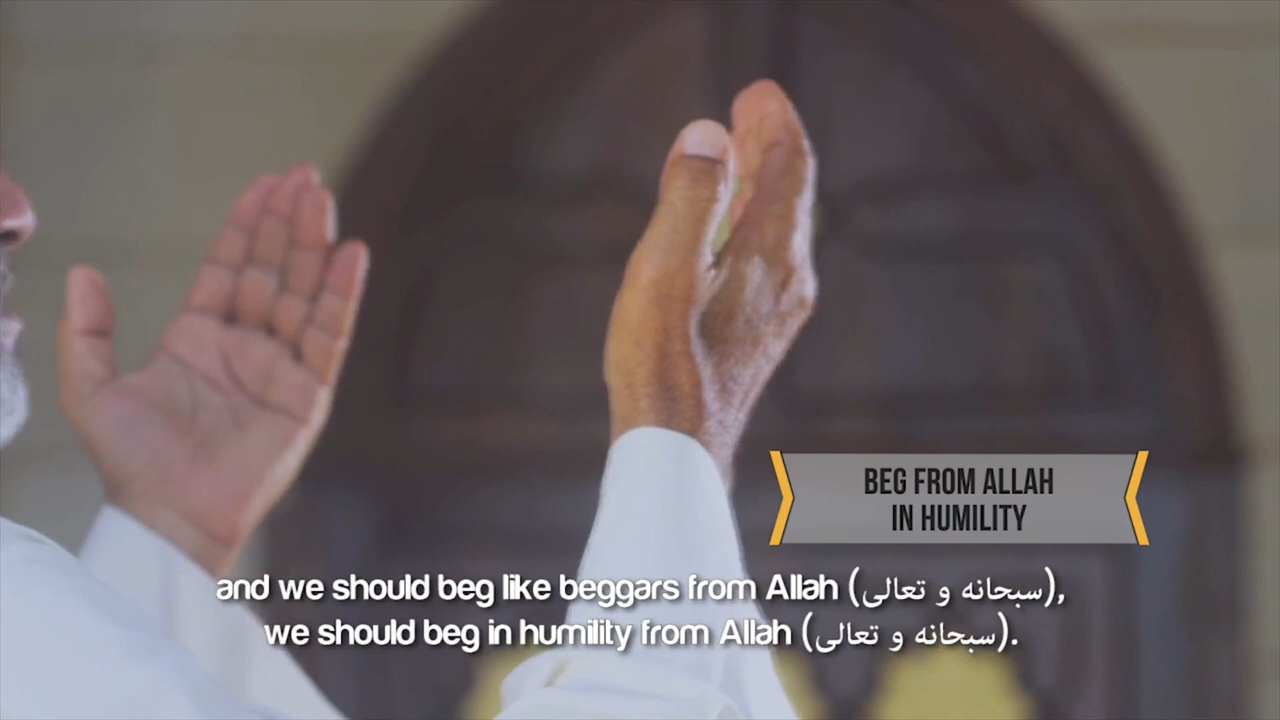 BEG FROM ALLAH
IN HUMILITY
and we should beg like beggars from Allah (سبحانه و تعالى),
we should beg in humility from Allah (سبحانه و تعالى).